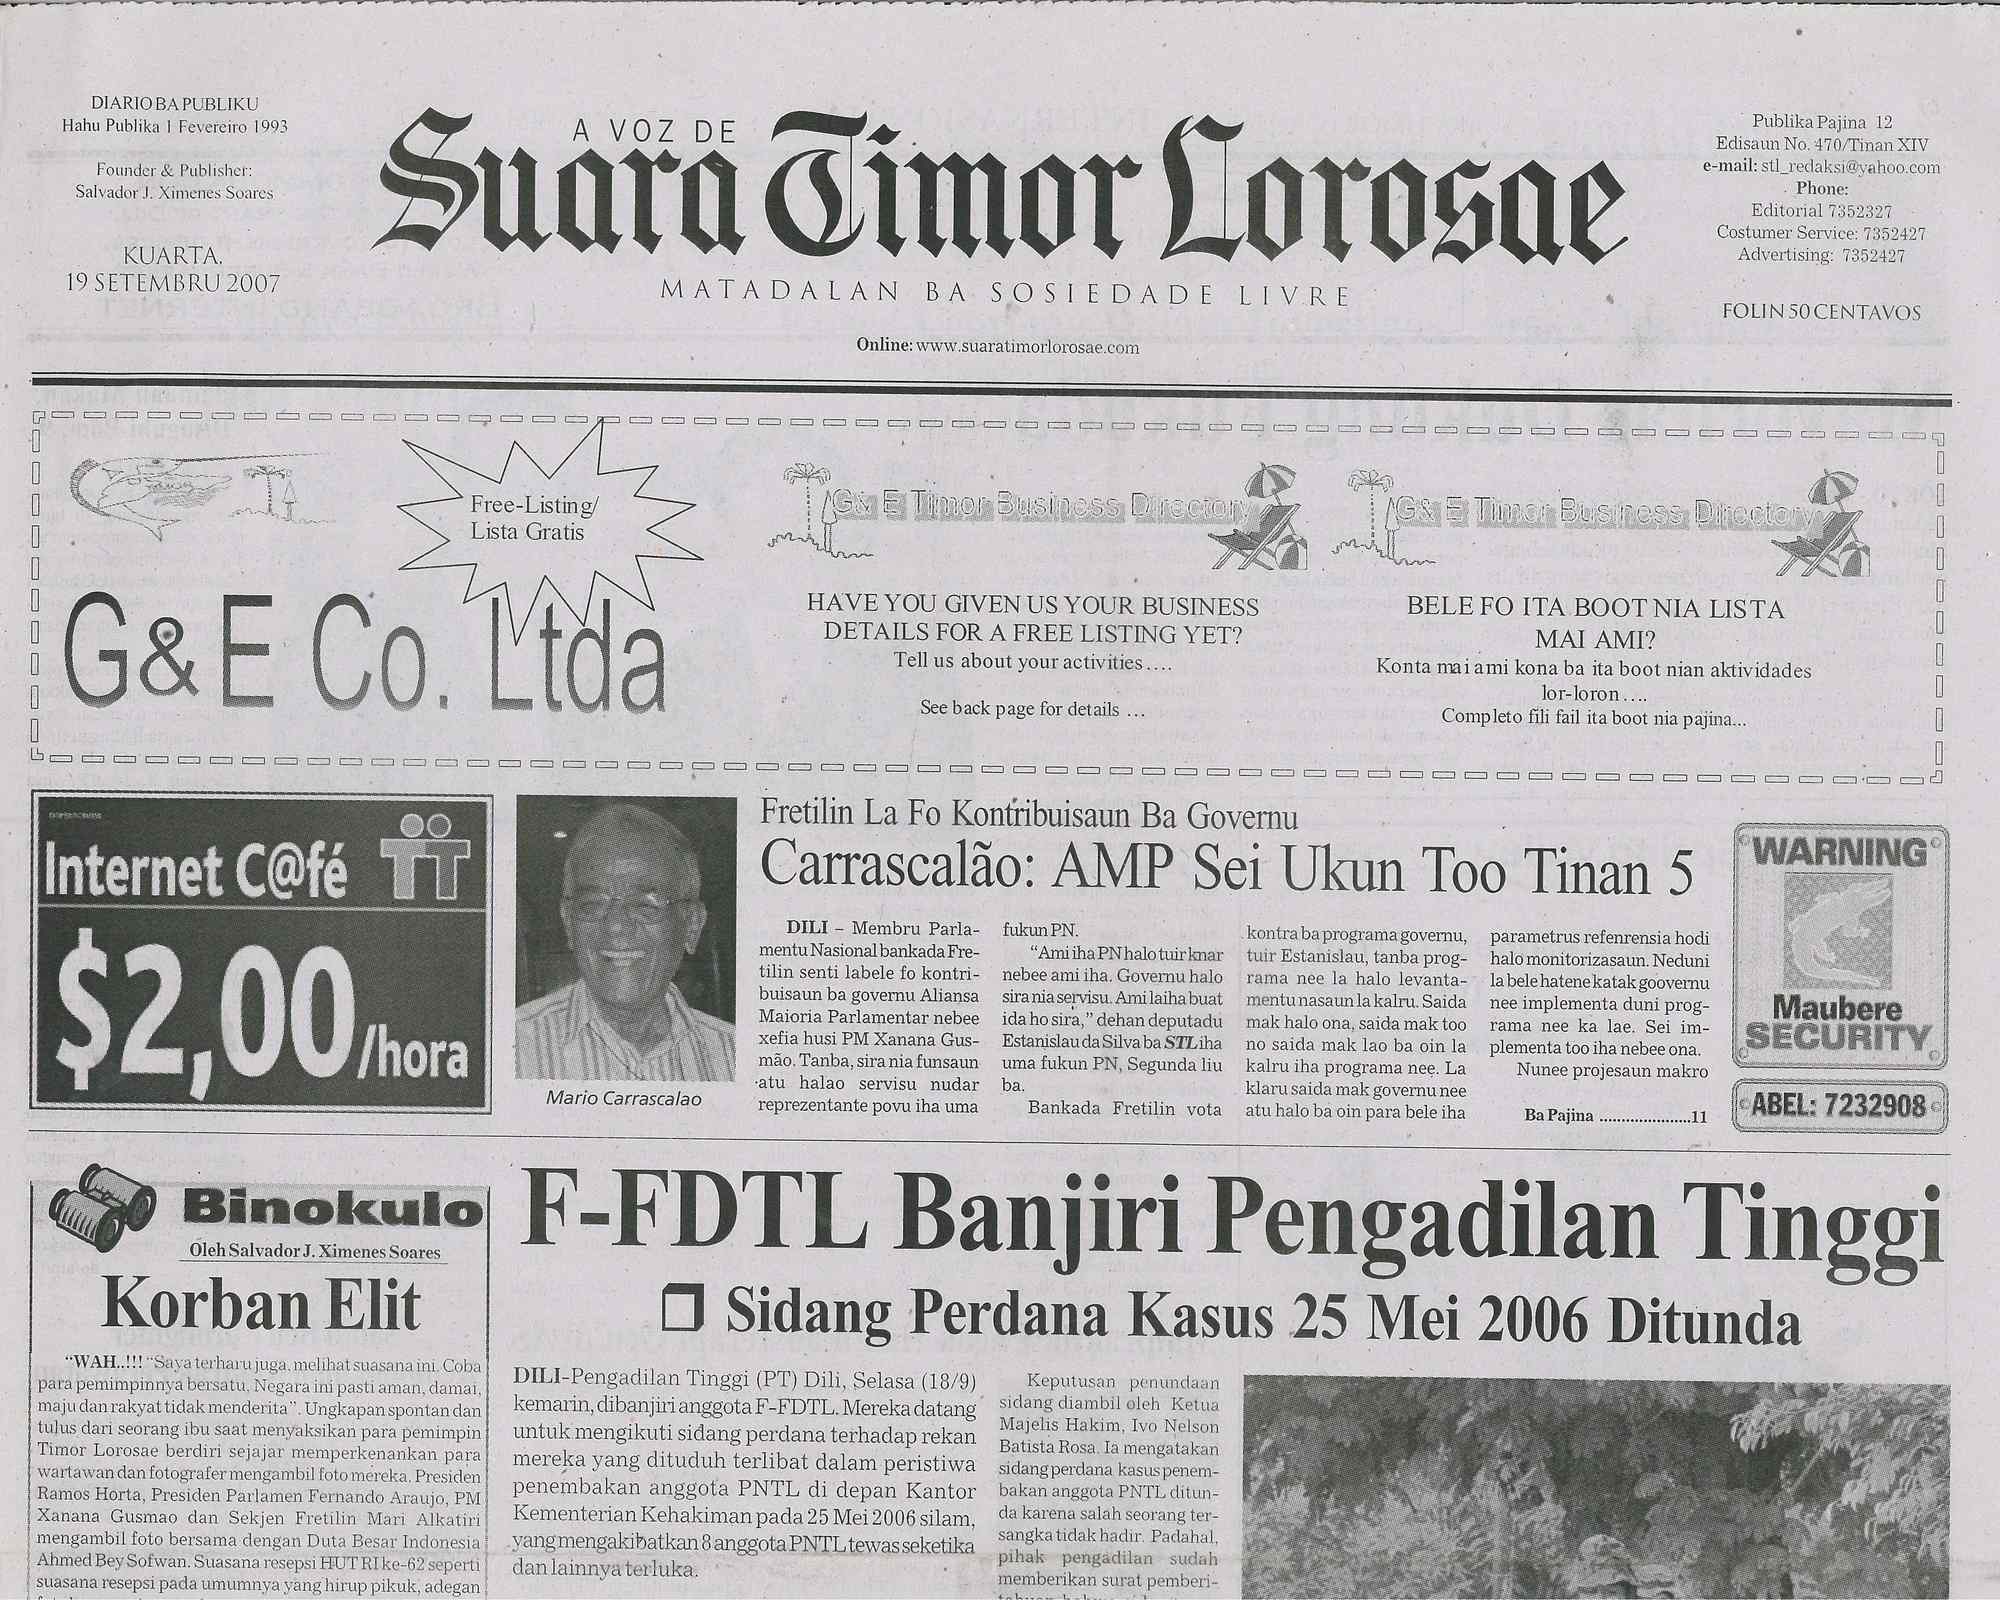 DIARIO BA PUBLIKU
Hahu Publika 1 Fevereiro 1993
Founder & Publisher:
Salvador J. Ximenes Soares
KUARTA,
19 SETEMBRU 2007
A VOZ DE
Suara Timor Lorosae
MATADALAN BA SOSIEDADE LIVRE
Online: www.suaratimorlorosae.com
Publika Pajina 12
Edisaun No. 470/Tinan XIV
e-mail: stl_redaksi@yahoo.com
Phone:
Editorial 7352327
Costumer Service: 7352427
Advertising: 7352427
FOLIN 50 CENTAVOS
Free-Listing/
Lista Gratis
G&E Co. Ltda
G& E Timor Business Directory
HAVE YOU GIVEN US YOUR BUSINESS
DETAILS FOR A FREE LISTING YET?
Tell us about your activities....
See back page for details ...
G& E Timor Business Directory
BELE FO ITA BOOT NIA LISTA
MAI AMI?
Konta mai ami kona ba ita boot nian aktividades
lor-loron....
Completo fili fail ita boot nia pajina...
Internet C@fé TT
$2,00/hora
Mario Carrascalao
Fretilin La Fo Kontribuisaun Ba Governu
Carrascalão: AMP Sei Ukun Too Tinan 5
DILI – Membru Parla-
mentu Nasional bankada Fre-
tilin senti labele fo kontri-
buisaun ba governu Aliansa
Maioria Parlamentar nebee
xefia husi PM Xanana Gus-
mão. Tanba, sira nia funsaun
atu halao servisu nudar
reprezentante povu iha uma
fukun PN.
“Ami iha PN halo tuir knar
nebee ami iha. Governu halo
sira nia servisu. Ami laiha buat
ida ho sira,” dehan deputadu
Estanislau da Silva ba STL iha
uma fukun PN, Segunda liu
ba.
Bankada Fretilin vota
kontra ba programa governu,
tuir Estanislau, tanba prog-
rama nee la halo levanta-
mentu nasaun la kalru. Saida
mak halo ona, saida mak too
no saida mak lao ba oin la
kalru iha programa nee. La
klaru saida mak governu nee
atu halo ba oin para bele iha
parametrus refenrensia hodi
halo monitorizasaun. Neduni
la bele hatene katak goovernu
nee implementa duni prog-
rama nee ka lae. Sei im-
plementa too iha nebee ona.
Nunee projesaun makro
Ba Pajina ......................11
WARNING
Maubere
SECURITY
ABEL: 7232908
Binokulo
Oleh Salvador J. Ximenes Soares
Korban Elit
“WAH..!!! “Saya terharu juga, melihat suasana ini. Coba
para pemimpinnya bersatu, Negara ini pasti aman, damai,
maju dan rakyat tidak menderita”. Ungkapan spontan dan
tulus dari seorang ibu saat menyaksikan para pemimpin
Timor Lorosae berdiri sejajar memperkenankan para
wartawan dan fotografer mengambil foto mereka. Presiden
Ramos Horta, Presiden Parlamen Fernando Araujo, PM
Xanana Gusmao dan Sekjen Fretilin Mari Alkatiri
mengambil foto bersama dengan Duta Besar Indonesia
Ahmed Bey Sofwan. Suasana resepsi HUT RI ke-62 seperti
suasana resepsi pada umumnya yang hirup pikuk, adegan
F-FDTL Banjiri Pengadilan Tinggi
❒ Sidang Perdana Kasus 25 Mei 2006 Ditunda
DILI-Pengadilan Tinggi (PT) Dili, Selasa (18/9)
kemarin, dibanjiri anggota F-FDTL. Mereka datang
untuk mengikuti sidang perdana terhadap rekan
mereka yang dituduh terlibat dalam peristiwa
penembakan anggota PNTL di depan Kantor
Kementerian Kehakiman pada 25 Mei 2006 silam,
yang mengakibatkan 8 anggota PNTL tewas seketika
dan lainnya terluka.
Keputusan penundaan
sidang diambil oleh Ketua
Majelis Hakim, Ivo Nelson
Batista Rosa. Ia mengatakan
sidang perdana kasus penem-
bakan anggota PNTL ditun-
da karena salah seorang ter-
sangka tidak hadir. Padahal,
pihak pengadilan sudah
memberikan surat pemberi-